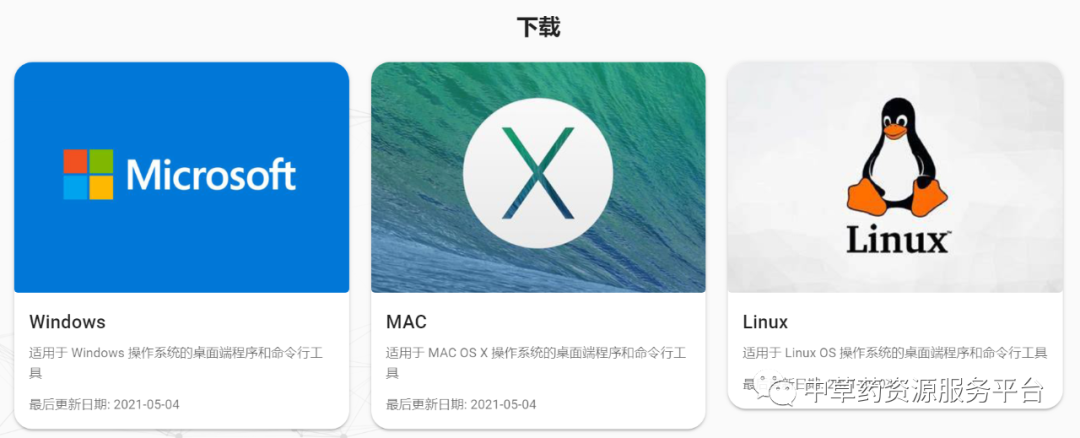 下载
Microsoft
X
Linux™
Windows
适用于 Windows 操作系统的桌面端程序和命令行工
具
最后更新日期: 2021-05-04
MAC
适用于 MAC OS X 操作系统的桌面端程序和命令行工
具
最后更新日期: 2021-05-04
Linux
适用于 Linux OS 操作系统的桌面端程序和命令行工具
中草药资源服务平台